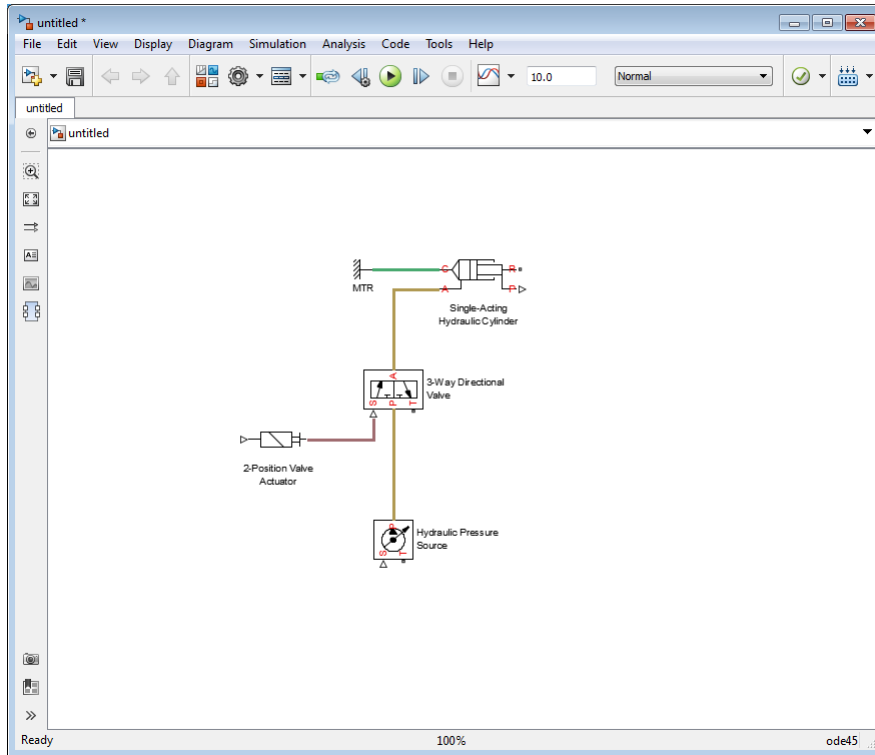 untitled *
File Edit View Display Diagram Simulation Analysis Code Tools Help
10.0 Normal
untitled
untitled
C R
MTR A P
Single-Acting
Hydraulic Cylinder
A
3-Way Directional
Valve
S P T
2-Position Valve
Actuator
P
Hydraulic Pressure
Source
S T
Ready 100% ode45